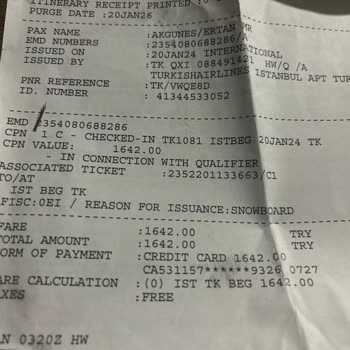 ITINERARY RECEIPT PRINTED
PURGE DATE :20JAN26
PAX NAME :AKGUNES/ERTAN MR
EMD NUMBERS :2354080688286/A
ISSUED ON :20JAN24 INTERNATIONAL
ISSUED BY :TK QXI 088491421 HW/Q /A
TURKISHAIRLINES ISTANBUL APT TUR
PNR REFERENCE :TK/VWQE8D
ID. NUMBER : 41344533052
EMD 2354080688286
CPN 1 C - CHECKED-IN TK1081 ISTBEG 20JAN24 TK
CPN VALUE: 1642.00
- IN CONNECTION WITH QUALIFIER
ASSOCIATED TICKET :2352201133663/C1
TO/AT
IST BEG TK
FISC:0EI / REASON FOR ISSUANCE:SNOWBOARD
FARE :1642.00 TRY
TOTAL AMOUNT :1642.00 TRY
FORM OF PAYMENT :CREDIT CARD 1642.00
CA531157******9326 0727
ARE CALCULATION :(0) IST TK BEG 1642.00
AXES :FREE
N 0320Z HW